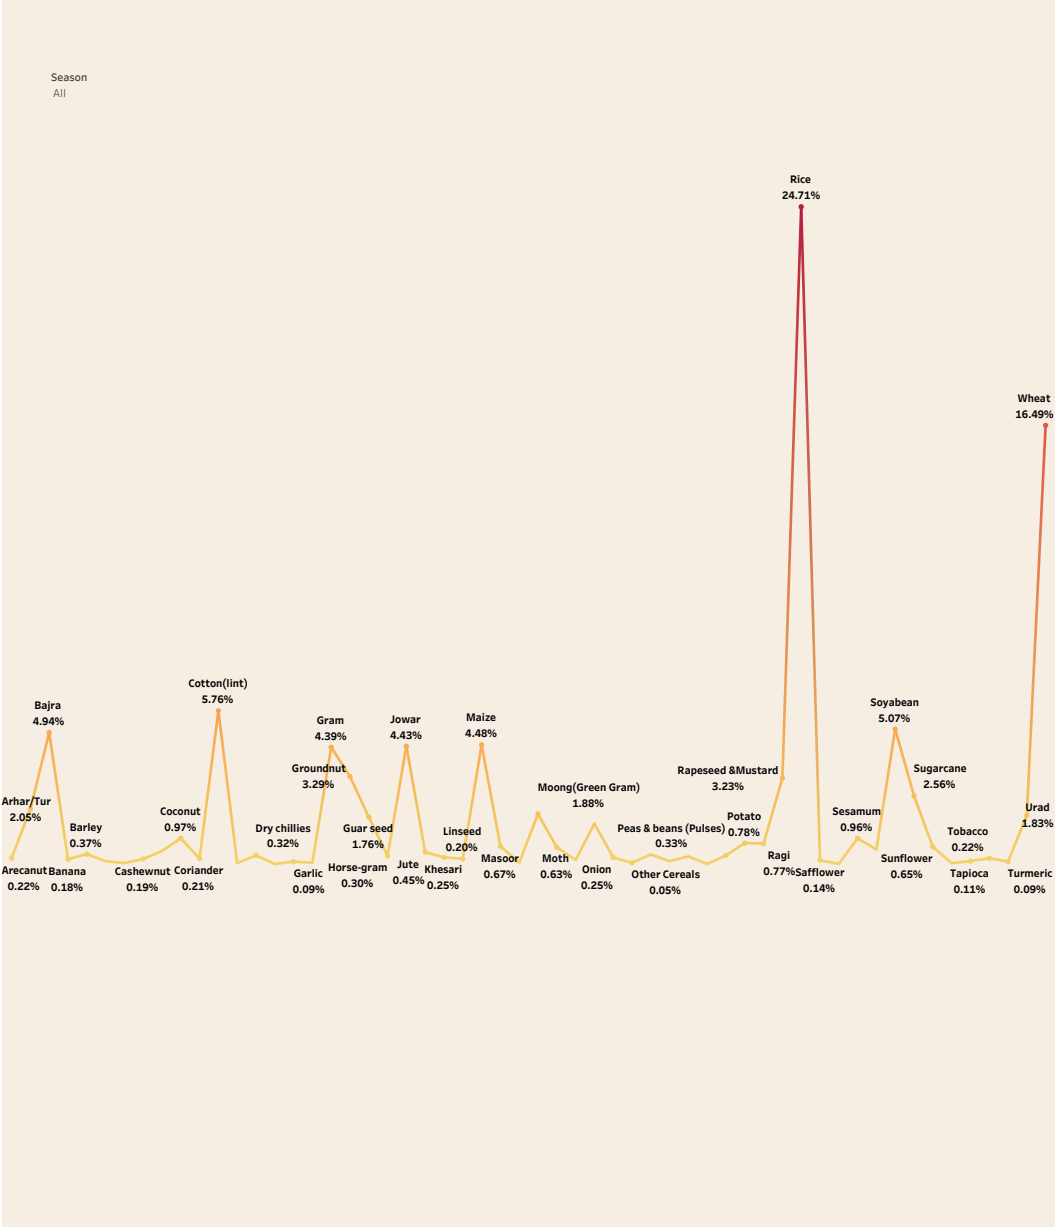 Season
All
Rice
24.71%
Wheat
16.49%
Cotton(lint)
5.76%
Bajra
4.94%
Soyabean
5.07%
Gram
4.39%
Jowar
4.43%
Maize
4.48%
Groundnut
3.29%
Rapeseed &Mustard
3.23%
Sugarcane
2.56%
Moong(Green Gram)
1.88%
Arhar/Tur
2.05%
Urad
1.83%
Coconut
0.97%
Sesamum
0.96%
Potato
0.78%
Barley
0.37%
Dry chillies
0.32%
Guar seed
1.76%
Linseed
0.20%
Peas & beans (Pulses)
0.33%
Tobacco
0.22%
Masoor
0.67%
Moth
0.63%
Ragi
0.77%
Sunflower
0.65%
Arecanut
0.22%
Banana
0.18%
Cashewnut
0.19%
Coriander
0.21%
Garlic
0.09%
Horse-gram
0.30%
Jute
0.45%
Khesari
0.25%
Onion
0.25%
Other Cereals
0.05%
Safflower
0.14%
Tapioca
0.11%
Turmeric
0.09%